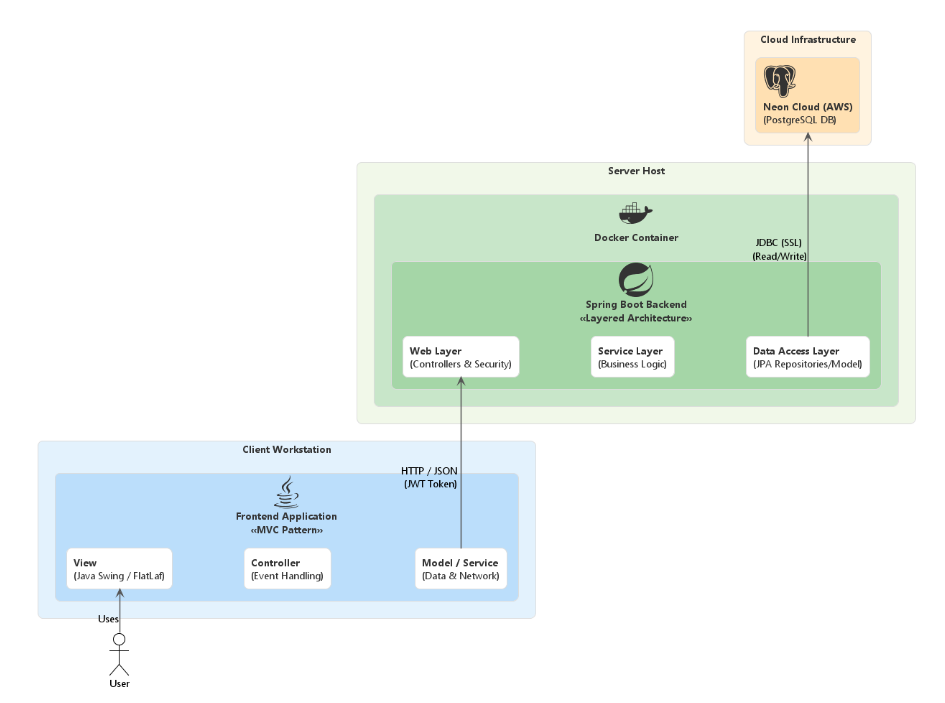 Cloud Infrastructure
Neon Cloud (AWS)
(PostgreSQL DB)
Server Host
Docker Container
JDBC (SSL)
(Read/Write)
Spring Boot Backend
«Layered Architecture»
Web Layer
(Controllers & Security)
Service Layer
(Business Logic)
Data Access Layer
(JPA Repositories/Model)
Client Workstation
HTTP / JSON
(JWT Token)
Frontend Application
«MVC Pattern»
View
(Java Swing / FlatLaf)
Controller
(Event Handling)
Model / Service
(Data & Network)
Uses
User